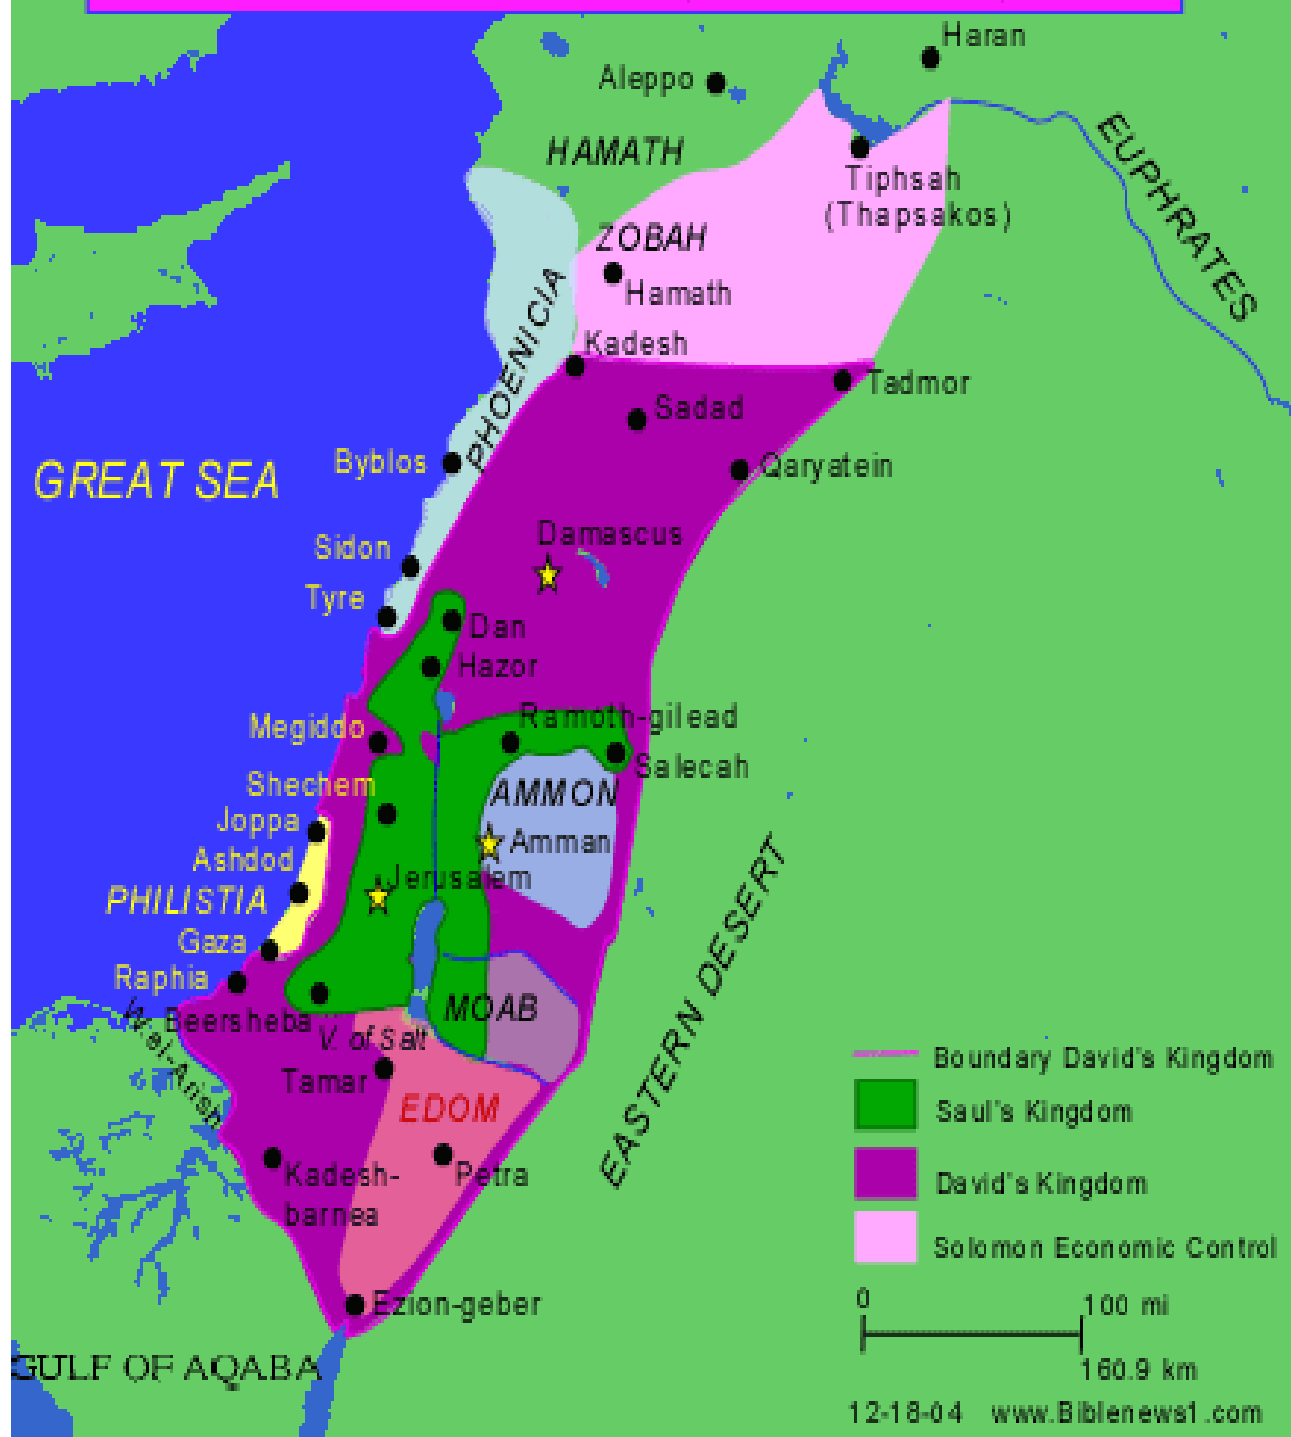 Haran
Aleppo
HAMATH
EUPHRATES
Tiphsah
(Thapsakos)
ZOBAH
Hamath
PHOENICIA
Kadesh
Tadmor
Sadad
Byblos
Qaryatein
GREAT SEA
Damascus
Sidon
Tyre
Dan
Hazor
Ramoth-gilead
Megiddo
Salecah
Shechem
AMMON
Joppa
Amman
Ashdod
Jerusalem
PHILISTIA
EASTERN DESERT
Gaza
Raphia
MOAB
W.al-Arish
Beersheba
V. of Salt
Tamar
EDOM
Petra
Kadesh-
barnea
Ezion-geber
GULF OF AQABA
Boundary David's Kingdom
Saul's Kingdom
David's Kingdom
Solomon Economic Control
0 100 mi
160.9 km
12-18-04 www.Biblenews1.com